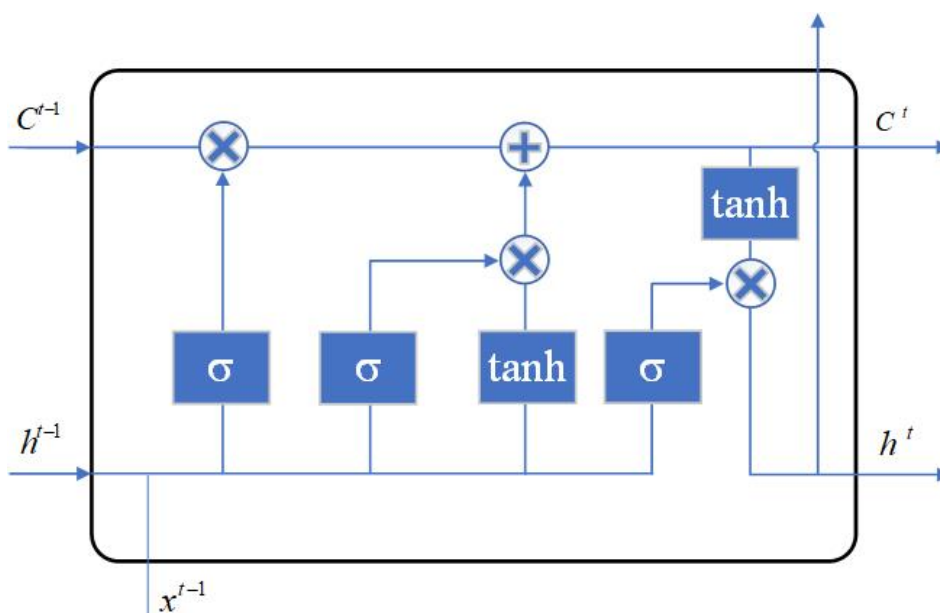 C^{t-1}
C^{t}
tanh
σ
σ
tanh
σ
h^{t-1}
h^{t}
x^{t-1}